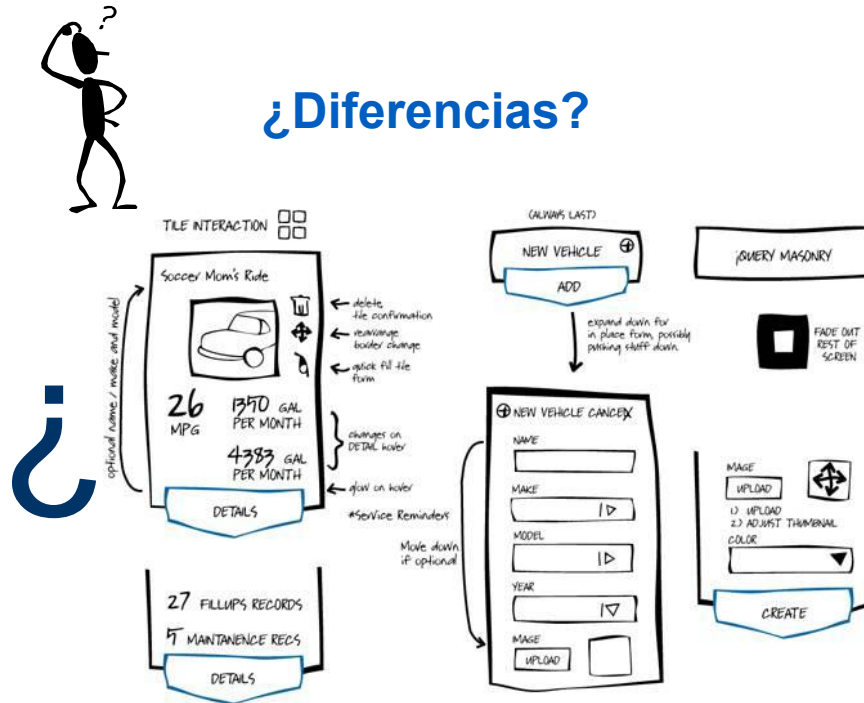 ?
¿Diferencias?
TILE INTERACTION
Soccer Mom's Ride
optional name / make and model
delete,
tile confirmation
rearrange
border change
quick fill tile
form
26
MPG
1350 GAL
PER MONTH
4383 GAL
PER MONTH
changes on
DETAIL hover
glow on hover
DETAILS
*Service Reminders
¿
27 FILLUPS RECORDS
5 MAINTANENCE RECS
DETAILS
(ALWAYS LAST)
NEW VEHICLE
ADD
expand down for
in place form, possibly
pushing stuff down
NEW VEHICLE CANCEL X
NAME
MAKE
MODEL
YEAR
IMAGE
UPLOAD
Move down
if optional
jQUERY MASONRY
FADE OUT
REST OF
SCREEN
IMAGE
UPLOAD
1) UPLOAD
2) ADJUST THUMBNAIL
COLOR
CREATE